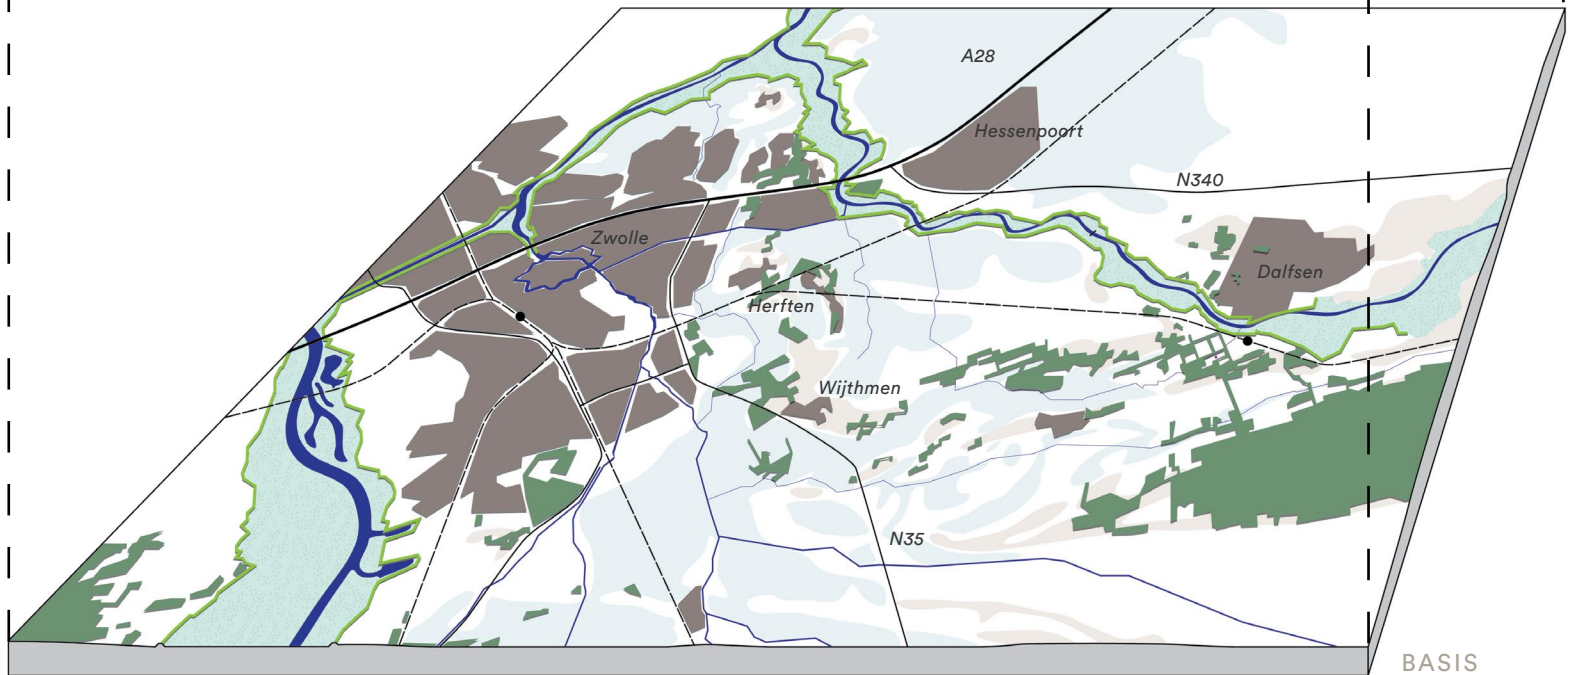 A28
Hessenpoort
N340
Zwolle
Dalfsen
Herften
Wijthmen
N35
BASIS